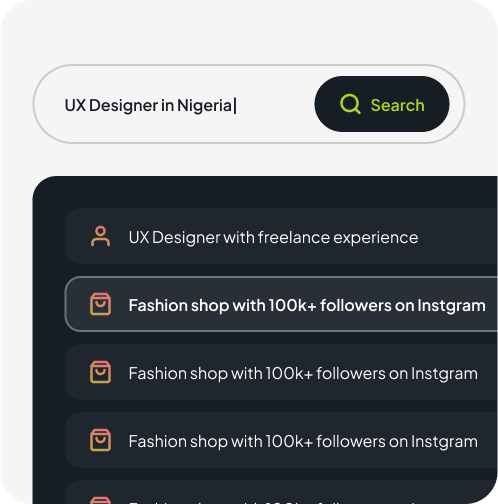 UX Designer in Nigeria
Search
UX Designer with freelance experience
Fashion shop with 100k+ followers on Instgram
Fashion shop with 100k+ followers on Instgram
Fashion shop with 100k+ followers on Instgram